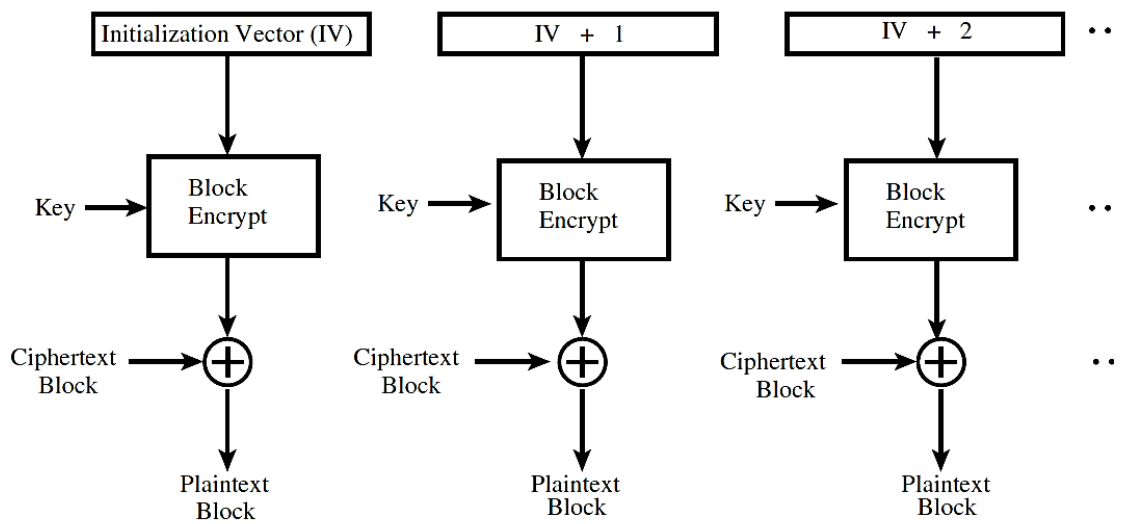 Initialization Vector (IV)
IV + 1
IV + 2
Key
Block
Encrypt
Key
Block
Encrypt
Key
Block
Encrypt
Ciphertext
Block
Ciphertext
Block
Ciphertext
Block
Plaintext
Block
Plaintext
Block
Plaintext
Block